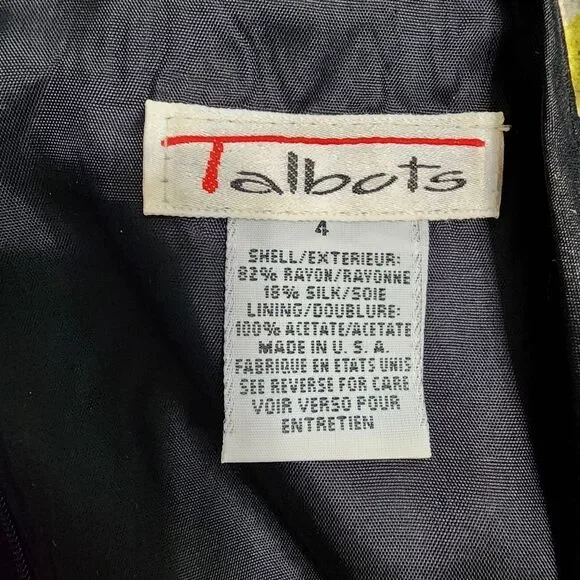 Talbots
4
SHELL/EXTERIEUR:
82% RAYON/RAYONNE
18% SILK/SOIE
LINING/DOUBLURE:
100% ACETATE/ACETATE
MADE IN U. S. A.
FABRIQUE EN ETATS UNIS
SEE REVERSE FOR CARE
VOIR VERSO POUR
ENTRETIEN